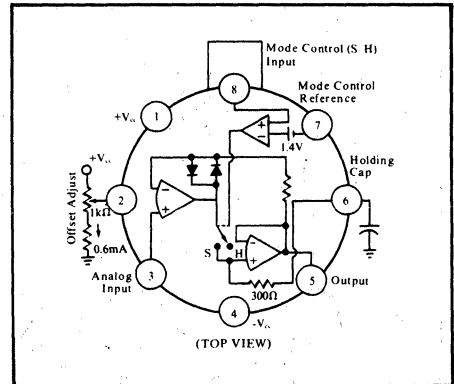 Mode Control (S H)
Input
Mode Control
Reference
8
+Vcc
1
7
1.4V
Holding
Cap
+Vcc
Offset Adjust
2
1kΩ
0.6mA
6
S
H
Analog
Input
3
300Ω
5
Output
4
-Vcc
(TOP VIEW)